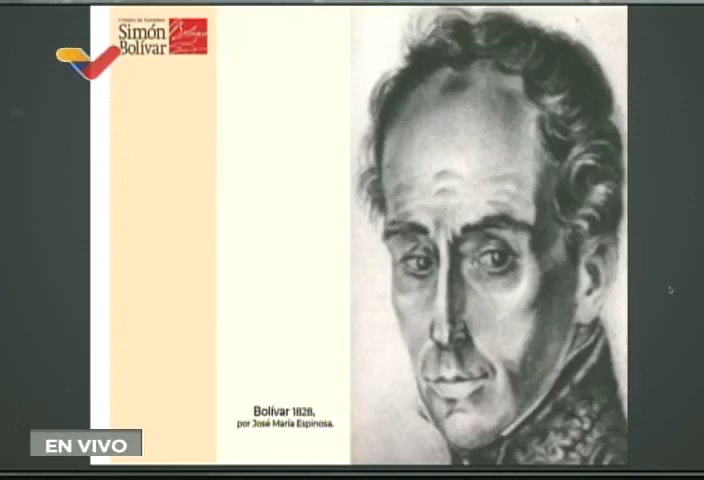 Simón
Bolívar
Bolívar 1828,
por José María Espinosa.
EN VIVO